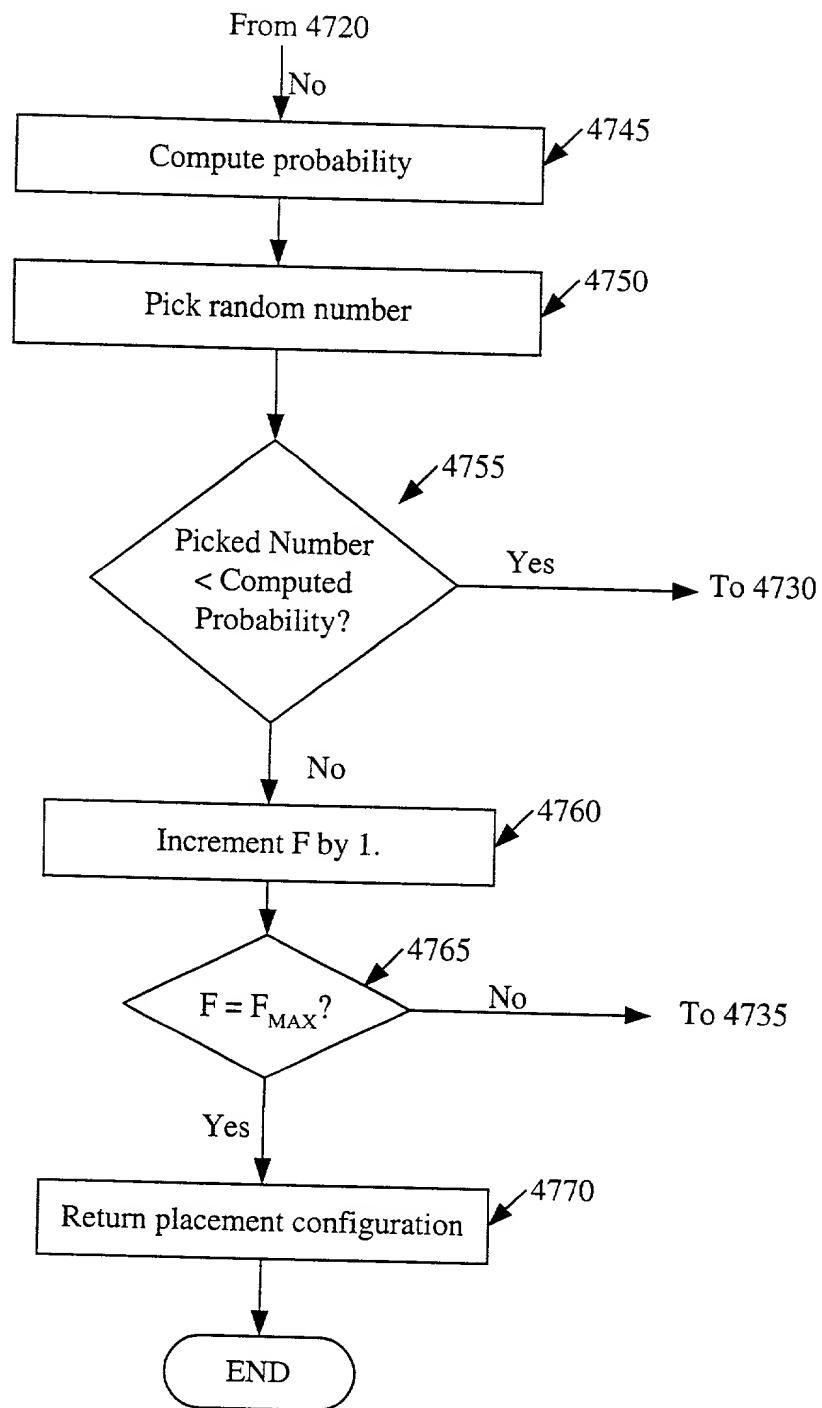 From 4720
No
Compute probability
4745
Pick random number
4750
4755
Picked Number
< Computed
Probability?
Yes
To 4730
No
Increment F by 1.
4760
4765
F = FMAX?
No
To 4735
Yes
Return placement configuration
4770
END